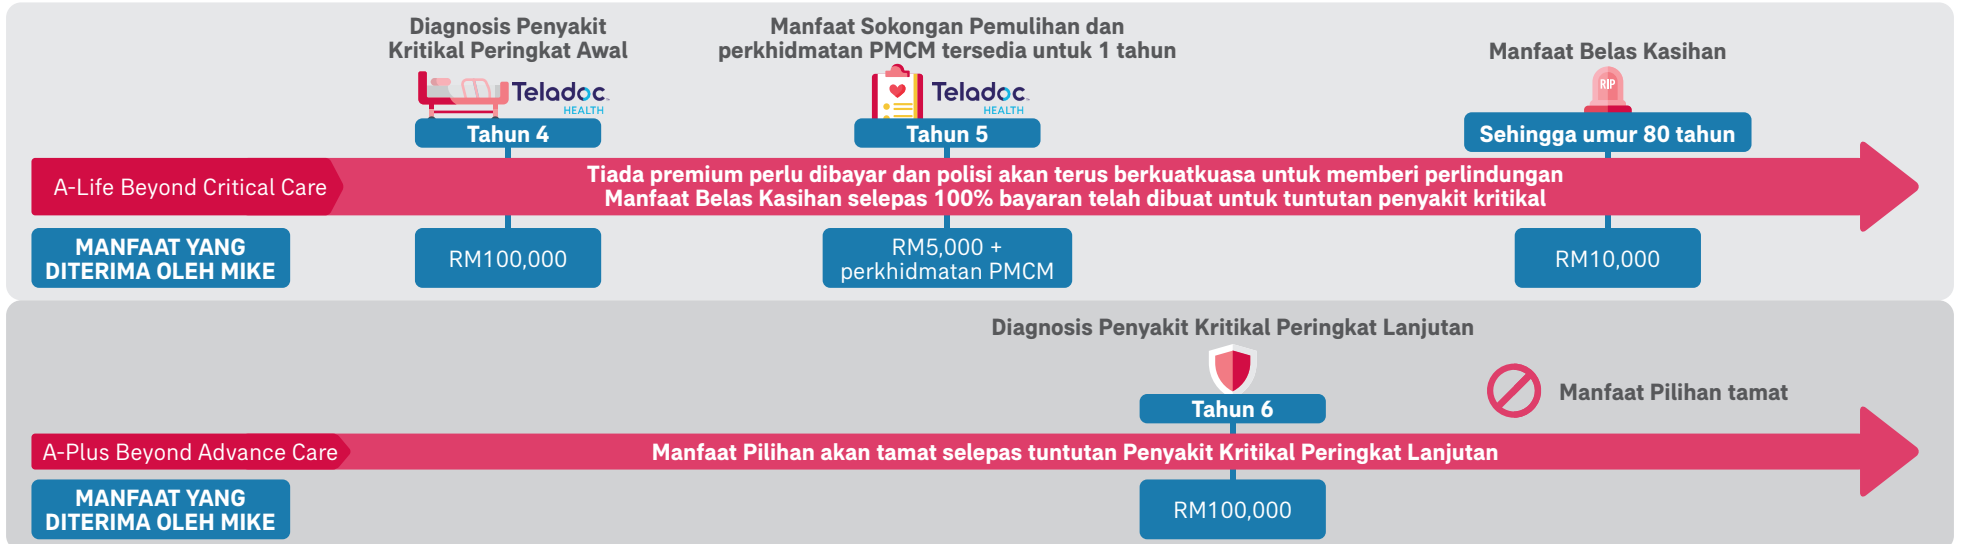 Diagnosis Penyakit
Kritikal Peringkat Awal
Teladoc
HEALTH
Tahun 4
Manfaat Sokongan Pemulihan dan
perkhidmatan PMCM tersedia untuk 1 tahun
Teladoc
HEALTH
Tahun 5
Manfaat Belas Kasihan
RIP
Sehingga umur 80 tahun
A-Life Beyond Critical Care
Tiada premium perlu dibayar dan polisi akan terus berkuatkuasa untuk memberi perlindungan
Manfaat Belas Kasihan selepas 100% bayaran telah dibuat untuk tuntutan penyakit kritikal
MANFAAT YANG
DITERIMA OLEH MIKE
RM100,000
RM5,000 +
perkhidmatan PMCM
RM10,000
Diagnosis Penyakit Kritikal Peringkat Lanjutan
Tahun 6
Manfaat Pilihan tamat
A-Plus Beyond Advance Care
Manfaat Pilihan akan tamat selepas tuntutan Penyakit Kritikal Peringkat Lanjutan
MANFAAT YANG
DITERIMA OLEH MIKE
RM100,000